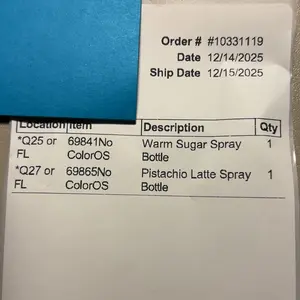 Order # #10331119
Date 12/14/2025
Ship Date 12/15/2025
Location Item Description Qty
*Q25 or 69841No Warm Sugar Spray 1
FL ColorOS Bottle
*Q27 or 69865No Pistachio Latte Spray 1
FL ColorOS Bottle